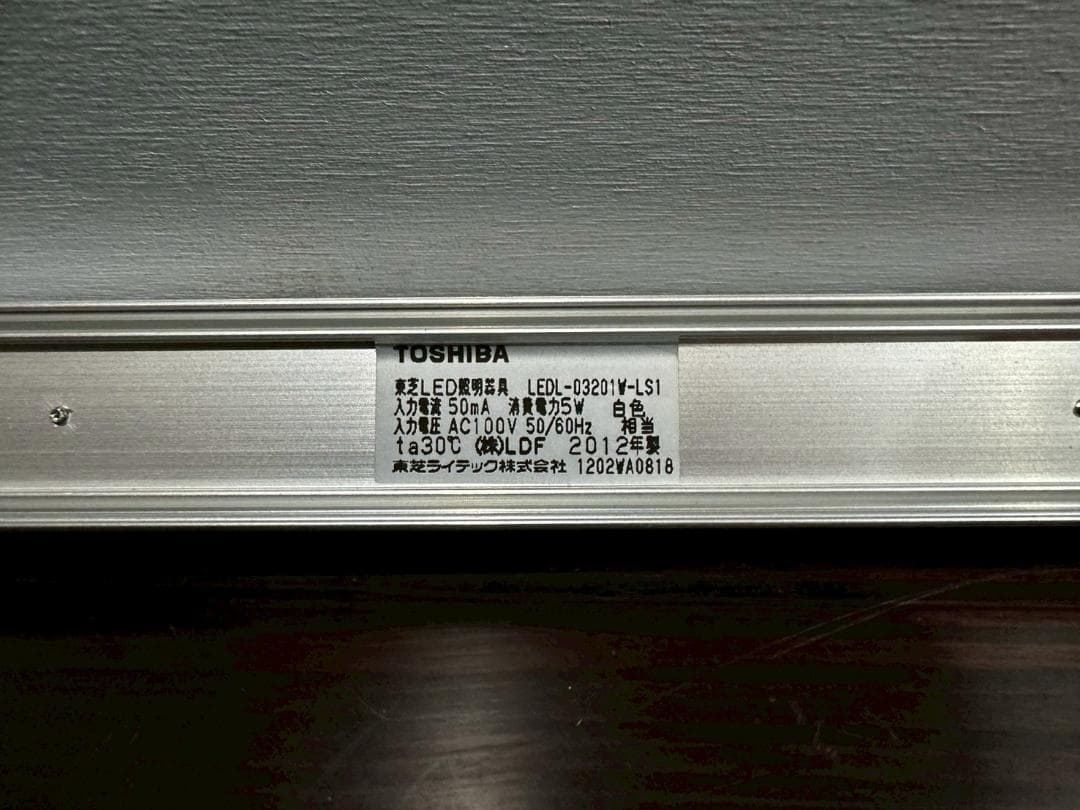 TOSHIBA
東芝LED照明器具 LEDL-03201W-LS1
入力電流 50mA 消費電力5W 白色
入力電圧 AC100V 50/60Hz 相当
ta30℃ (株)LDF 2012年製
東芝ライテック株式会社 1202WA0818